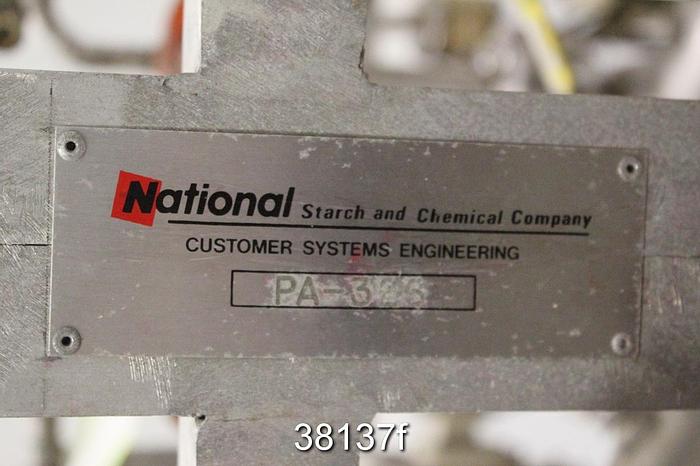 National Starch and Chemical Company
CUSTOMER SYSTEMS ENGINEERING
38137f